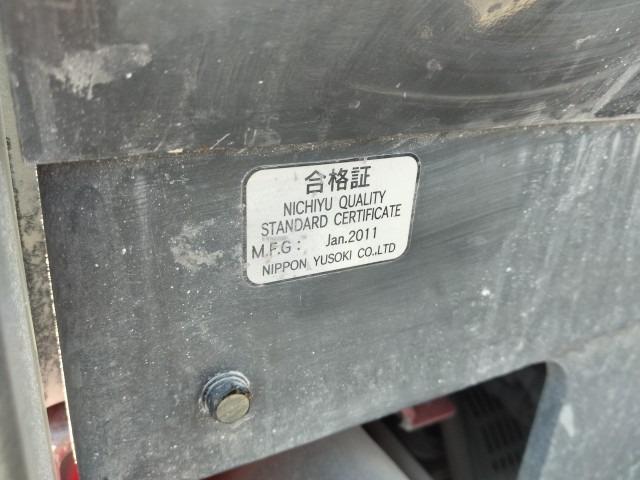 合格証
NICHIYU QUALITY
STANDARD CERTIFICATE
M.F.G : Jan.2011
NIPPON YUSOKI CO.,LTD